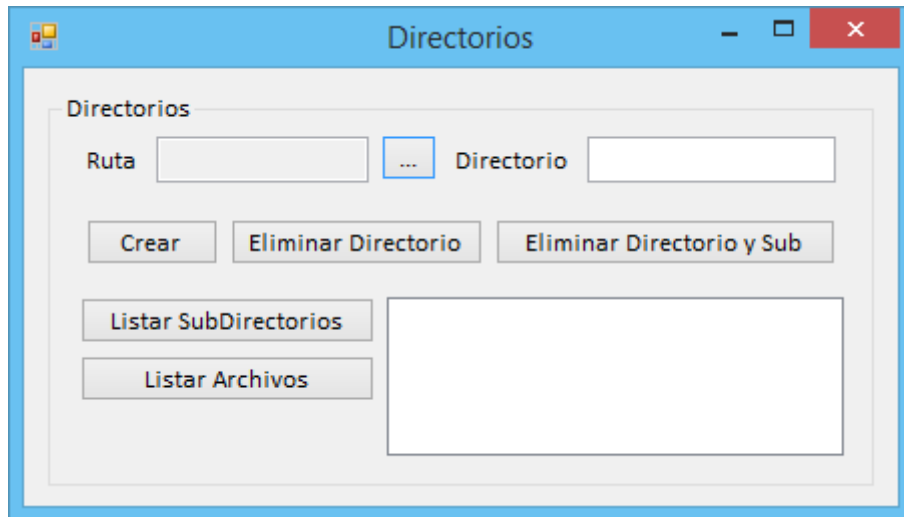 Directorios
Directorios
Ruta ... Directorio
Crear Eliminar Directorio Eliminar Directorio y Sub
Listar SubDirectorios
Listar Archivos